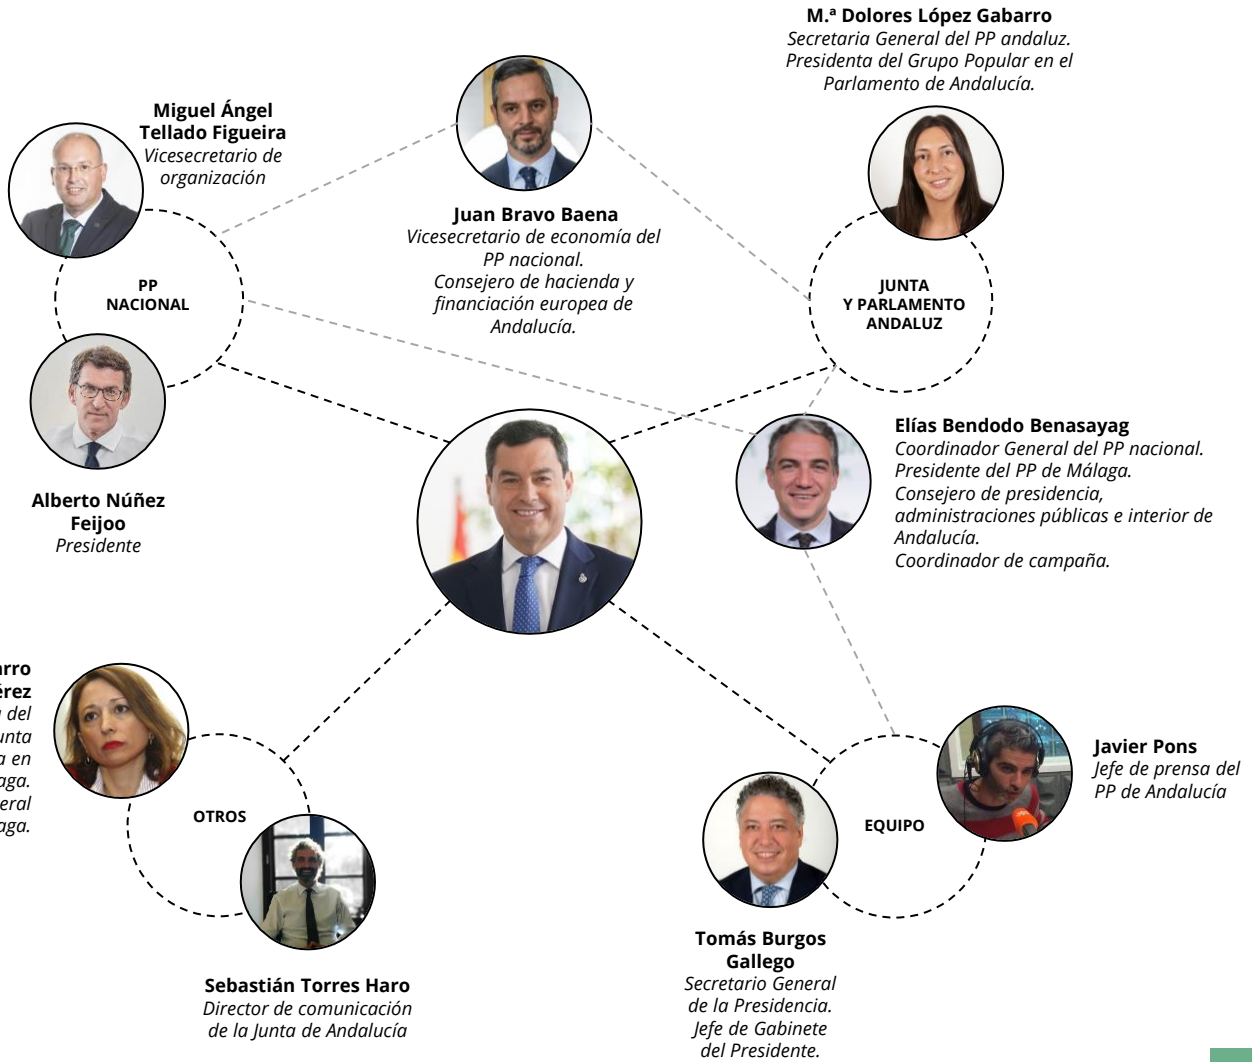 M.ª Dolores López Gabarro
Secretaria General del PP andaluz.
Presidenta del Grupo Popular en el
Parlamento de Andalucía.
Miguel Ángel
Tellado Figueira
Vicesecretario de
organización
Juan Bravo Baena
Vicesecretario de economía del
PP nacional.
Consejero de hacienda y
financiación europea de
Andalucía.
PP
NACIONAL
JUNTA
Y PARLAMENTO
ANDALUZ
Alberto Núñez
Feijoo
Presidente
Elías Bendodo Benasayag
Coordinador General del PP nacional.
Presidente del PP de Málaga.
Consejero de presidencia,
administraciones públicas e interior de
Andalucía.
Coordinador de campaña.
arro
érez
del
unta
a en
aga.
eral
aga.
OTROS
Sebastián Torres Haro
Director de comunicación
de la Junta de Andalucía
EQUIPO
Javier Pons
Jefe de prensa del
PP de Andalucía
Tomás Burgos
Gallego
Secretario General
de la Presidencia.
Jefe de Gabinete
del Presidente.